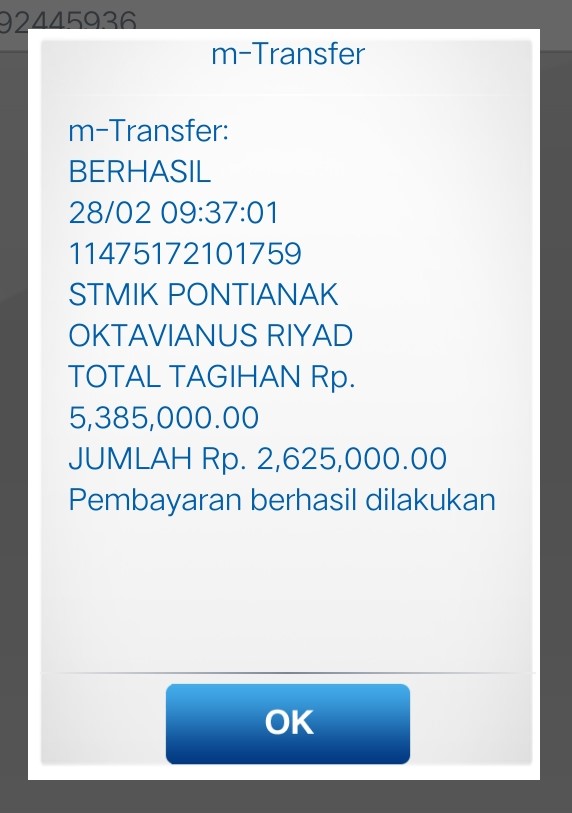 92445936
m-Transfer
m-Transfer:
BERHASIL
28/02 09:37:01
11475172101759
STMIK PONTIANAK
OKTAVIANUS RIYAD
TOTAL TAGIHAN Rp.
5,385,000.00
JUMLAH Rp. 2,625,000.00
Pembayaran berhasil dilakukan
OK